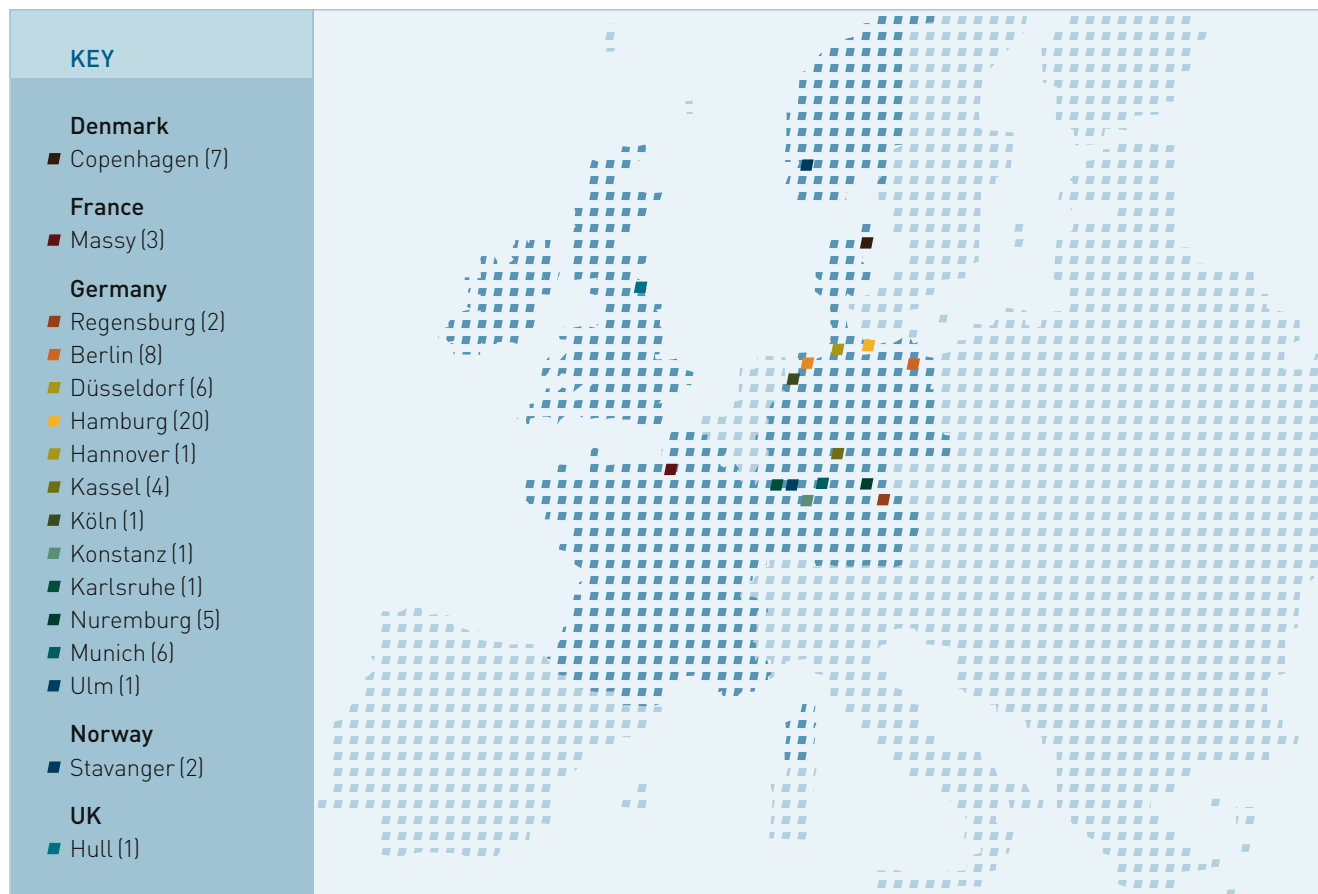 KEY
Denmark
Copenhagen (7)
France
Massy (3)
Germany
Regensburg (2)
Berlin (8)
Düsseldorf (6)
Hamburg (20)
Hannover (1)
Kassel (4)
Köln (1)
Konstanz (1)
Karlsruhe (1)
Nuremburg (5)
Munich (6)
Ulm (1)
Norway
Stavanger (2)
UK
Hull (1)